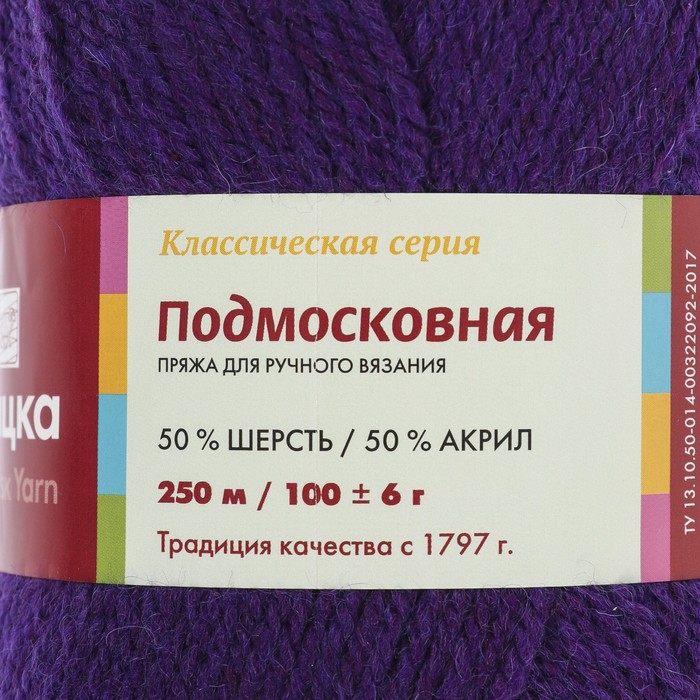 Классическая серия
Подмосковная
ПРЯЖА ДЛЯ РУЧНОГО ВЯЗАНИЯ
50 % ШЕРСТЬ / 50 % АКРИЛ
250 м / 100 ± 6 г
Традиция качества с 1797 г.
Yarn
ТУ 13.10.50-014-00322092-2017